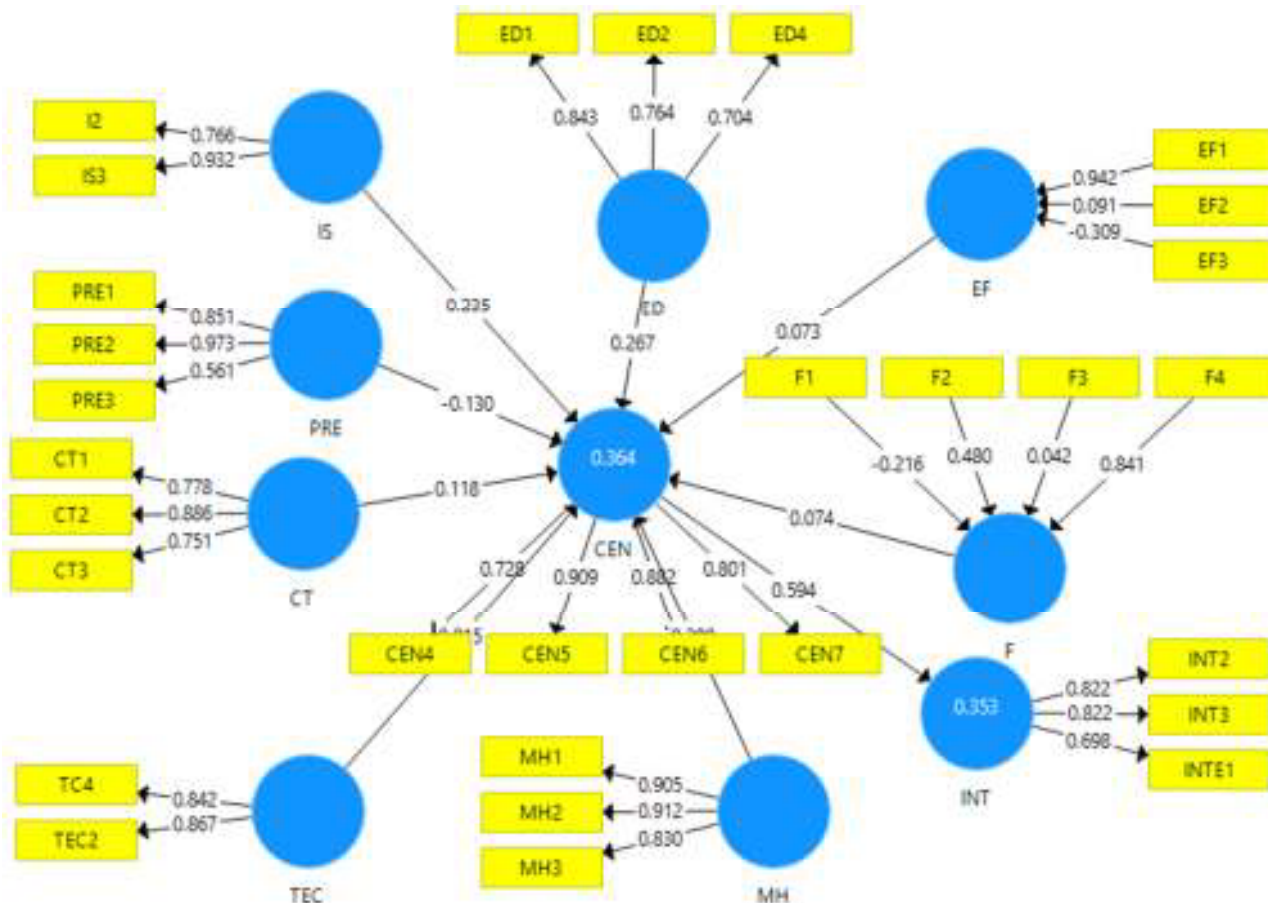 ED1 ED2 ED4
0.843 0.764 0.704
I2
IS3
0.766
0.932
IS
ED
EF1
EF2
EF3
0.942
0.091
-0.309
EF
PRE1
PRE2
PRE3
0.851
0.973
0.561
PRE
0.225
0.267
0.073
-0.130
F1 F2 F3 F4
-0.216 0.480 0.042 0.841
F
CT1
CT2
CT3
0.778
0.886
0.751
CT
0.118
0.364
CEN
0.074
0.728 0.909 0.882 0.801 0.594
CEN4 CEN5 CEN6 CEN7
0.353
INT
INT2
INT3
INTE1
0.822
0.822
0.698
TC4
TEC2
0.842
0.867
TEC
MH1
MH2
MH3
0.905
0.912
0.830
MH